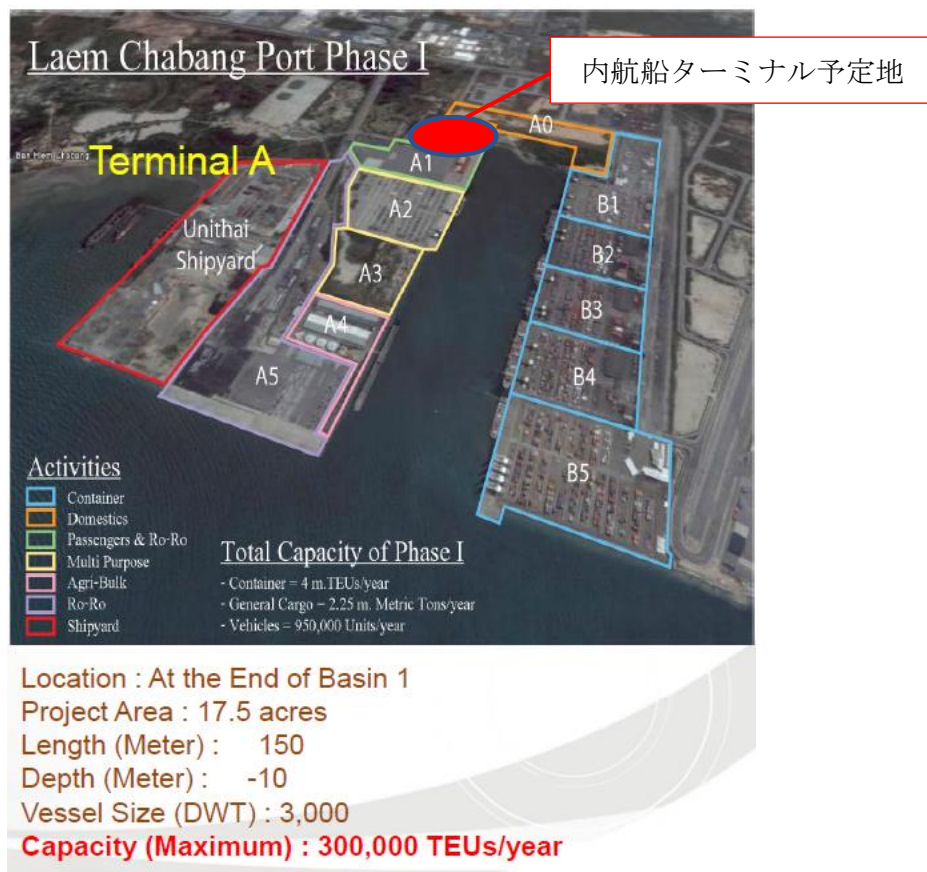 Laem Chabang Port Phase I
内航船ターミナル予定地
A0
Terminal A
A1
Unithai
Shipyard
A2
B1
B2
A3
B3
A4
A5
B4
B5
Activities
Container
Domestics
Passengers & Ro-Ro
Multi Purpose
Agri-Bulk
Ro-Ro
Shipyard
Total Capacity of Phase I
- Container = 4 m.TEUs/year
- General Cargo = 2.25 m. Metric Tons/year
- Vehicles = 950,000 Units/year
Location : At the End of Basin 1
Project Area : 17.5 acres
Length (Meter) : 150
Depth (Meter) : -10
Vessel Size (DWT) : 3,000
Capacity (Maximum) : 300,000 TEUs/year